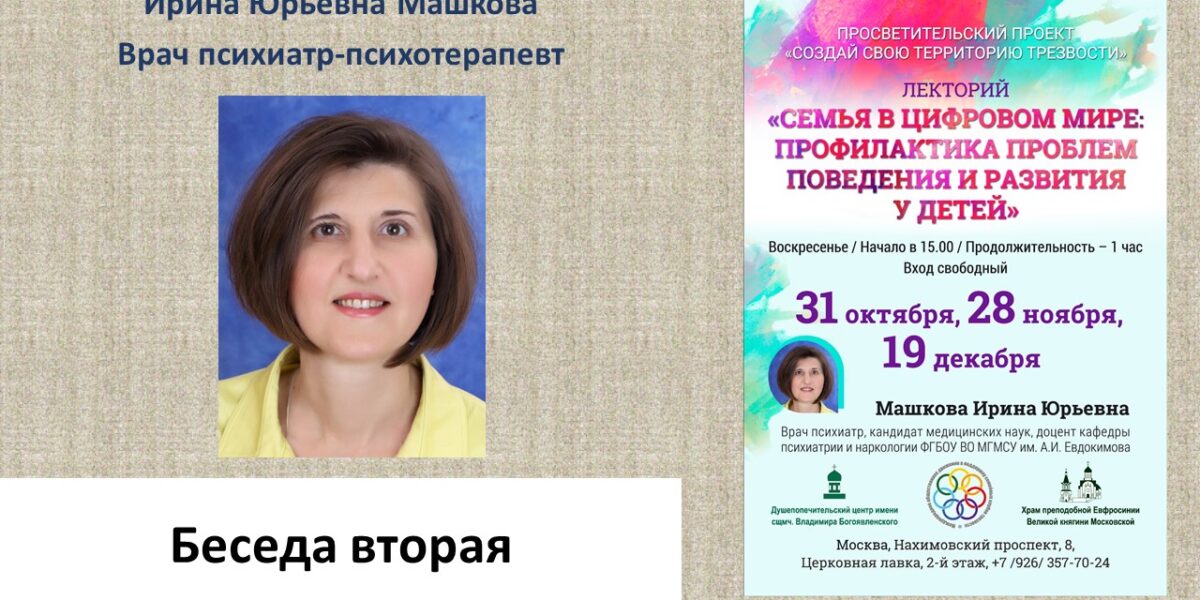 Ирина Юрьевна Машкова
Врач психиатр-психотерапевт
Беседа вторая
ПРОСВЕТИТЕЛЬСКИЙ ПРОЕКТ
«СОЗДАЙ СВОЮ ТЕРРИТОРИЮ ТРЕЗВОСТИ»
ЛЕКТОРИЙ
«СЕМЬЯ В ЦИФРОВОМ МИРЕ:
ПРОФИЛАКТИКА ПРОБЛЕМ
ПОВЕДЕНИЯ И РАЗВИТИЯ
У ДЕТЕЙ»
Воскресенье / Начало в 15.00 / Продолжительность – 1 час
Вход свободный
31 октября, 28 ноября,
19 декабря
Машкова Ирина Юрьевна
Врач психиатр, кандидат медицинских наук, доцент кафедры
психиатрии и наркологии ФГБОУ ВО МГМСУ им. А.И. Евдокимова
Душепопечительский центр имени
сщмч. Владимира Богоявленского
Храм преподобной Евфросинии
Великой княгини Московской
Москва, Нахимовский проспект, 8,
Церковная лавка, 2-й этаж, +7 /926/ 357-70-24